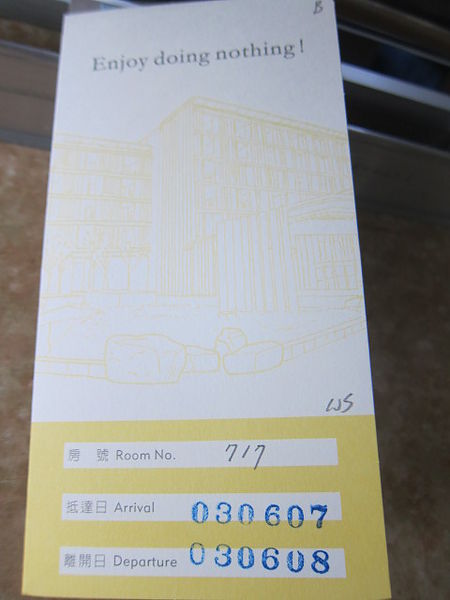 B
Enjoy doing nothing!
WS
房 號 Room No. 717
抵達日 Arrival 030607
離開日 Departure 030608